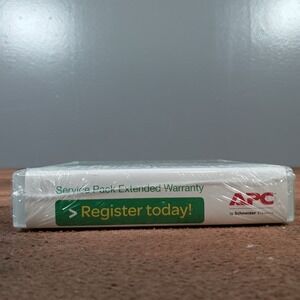 Service Pack Extended Warranty
> Register today!
APC
by Schneider Electric